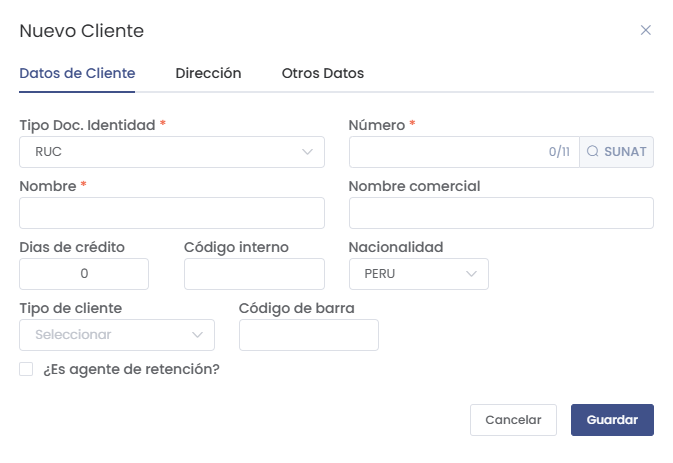 Nuevo Cliente
Datos de Cliente Dirección Otros Datos
Tipo Doc. Identidad * Número *
RUC 0/11 SUNAT
Nombre * Nombre comercial
Dias de crédito Código interno Nacionalidad
0 PERU
Tipo de cliente Código de barra
Seleccionar
¿Es agente de retención?
Cancelar Guardar